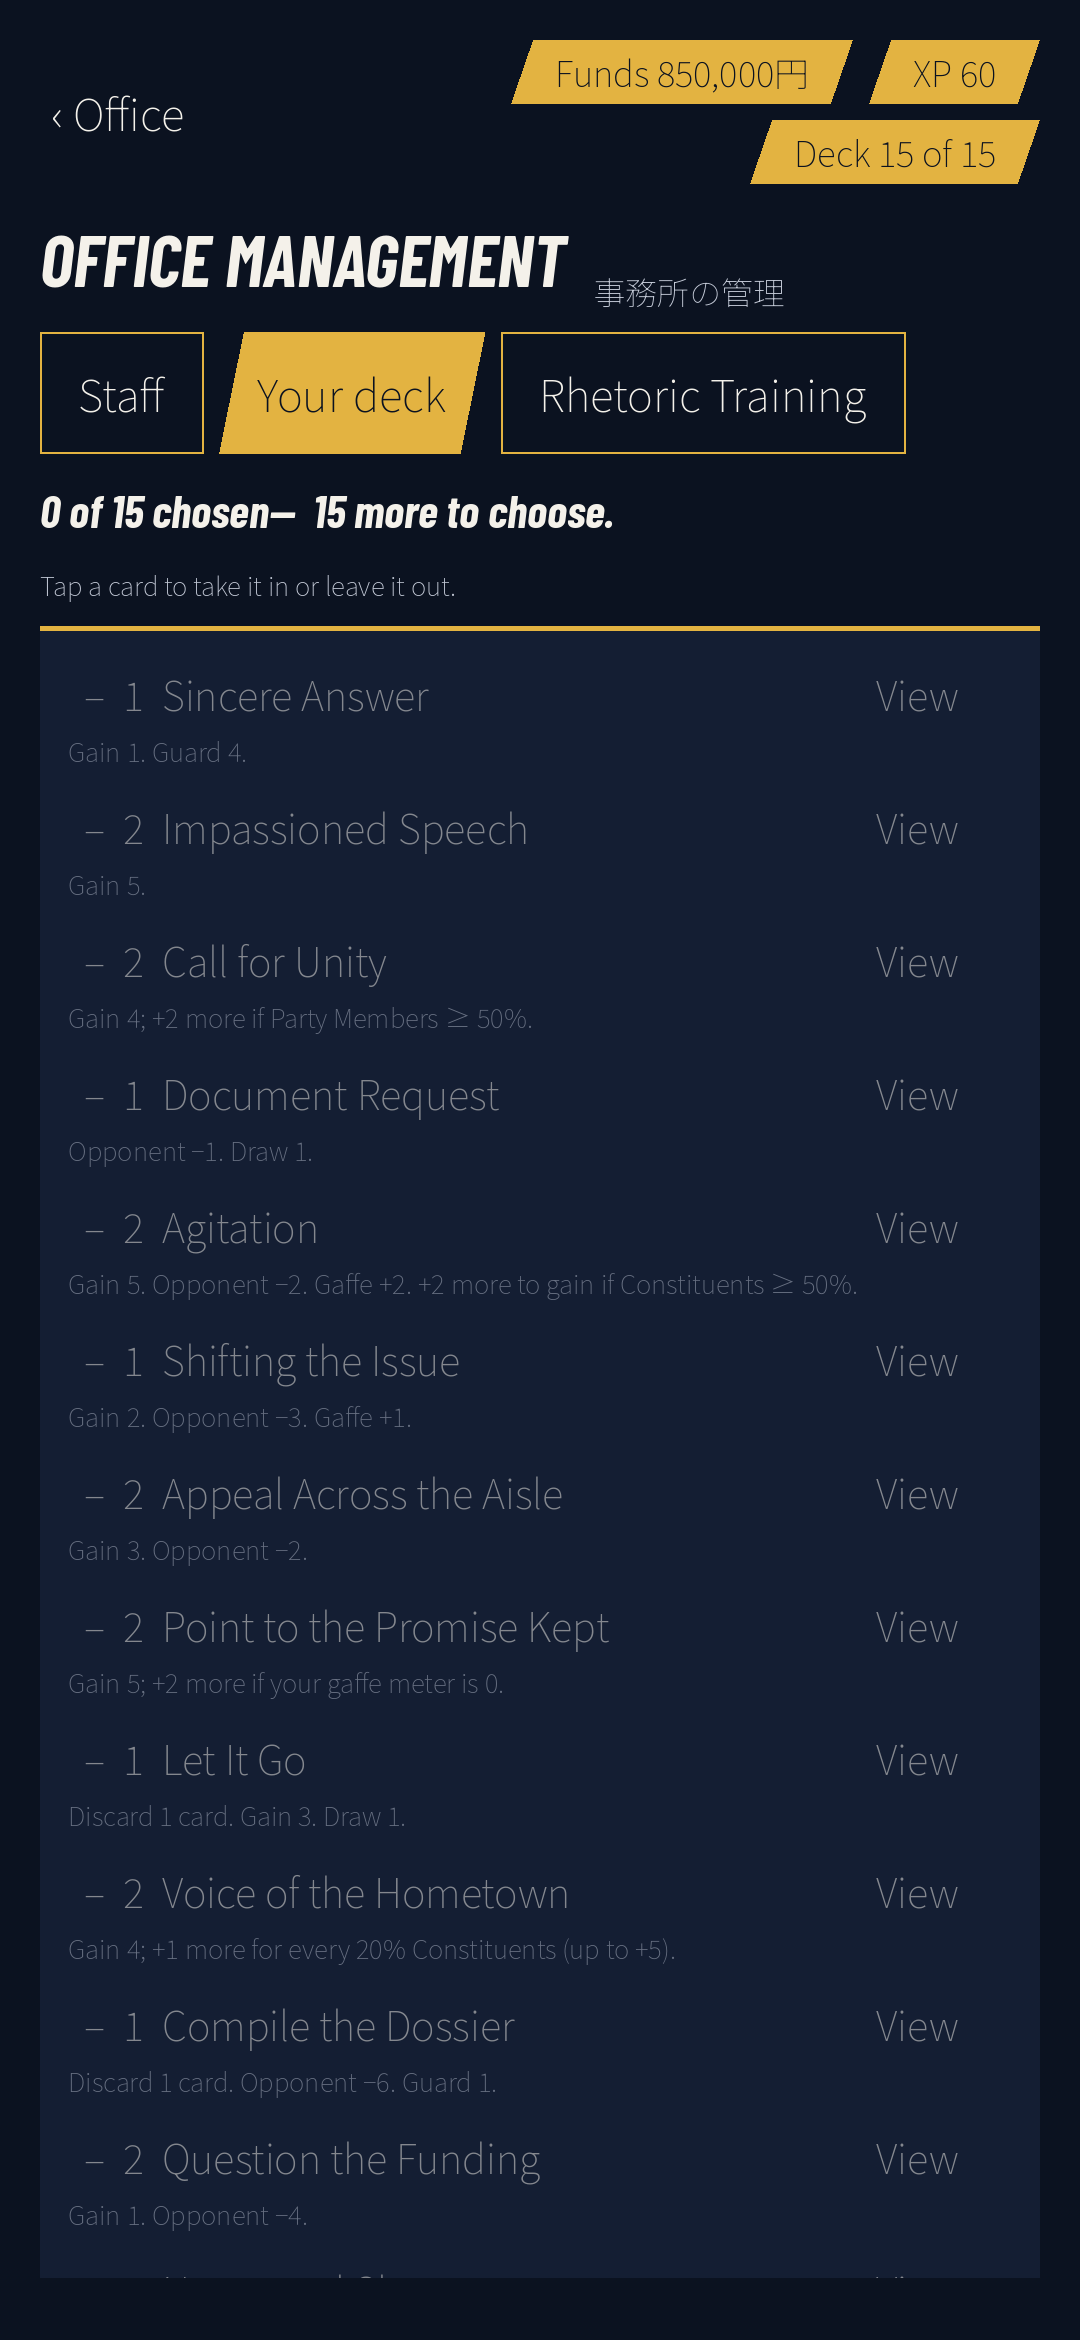 ‹ Office
Funds 850,000円
XP 60
Deck 15 of 15
OFFICE MANAGEMENT
事務所の管理
Staff
Your deck
Rhetoric Training
0 of 15 chosen— 15 more to choose.
Tap a card to take it in or leave it out.
– 1 Sincere Answer View
Gain 1. Guard 4.
– 2 Impassioned Speech View
Gain 5.
– 2 Call for Unity View
Gain 4; +2 more if Party Members ≥ 50%.
– 1 Document Request View
Opponent −1. Draw 1.
– 2 Agitation View
Gain 5. Opponent −2. Gaffe +2. +2 more to gain if Constituents ≥ 50%.
– 1 Shifting the Issue View
Gain 2. Opponent −3. Gaffe +1.
– 2 Appeal Across the Aisle View
Gain 3. Opponent −2.
– 2 Point to the Promise Kept View
Gain 5; +2 more if your gaffe meter is 0.
– 1 Let It Go View
Discard 1 card. Gain 3. Draw 1.
– 2 Voice of the Hometown View
Gain 4; +1 more for every 20% Constituents (up to +5).
– 1 Compile the Dossier View
Discard 1 card. Opponent −6. Guard 1.
– 2 Question the Funding View
Gain 1. Opponent −4.